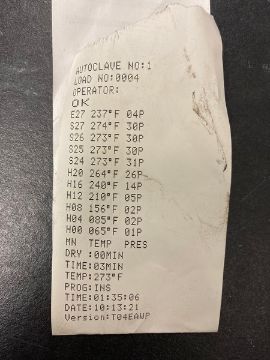 AUTOCLAVE NO:1
LOAD NO:0004
OPERATOR:
OK
E27 237°F 04P
S27 274°F 30P
S26 273°F 30P
S25 273°F 30P
S24 273°F 31P
H20 264°F 26P
H16 240°F 14P
H12 210°F 05P
H08 156°F 02P
H04 085°F 02P
H00 065°F 01P
MN TEMP PRES
DRY :00MIN
TIME:03MIN
TEMP:273°F
PROG:INS
TIME:01:35:06
DATE:10:13:21
Version:T04EAWP